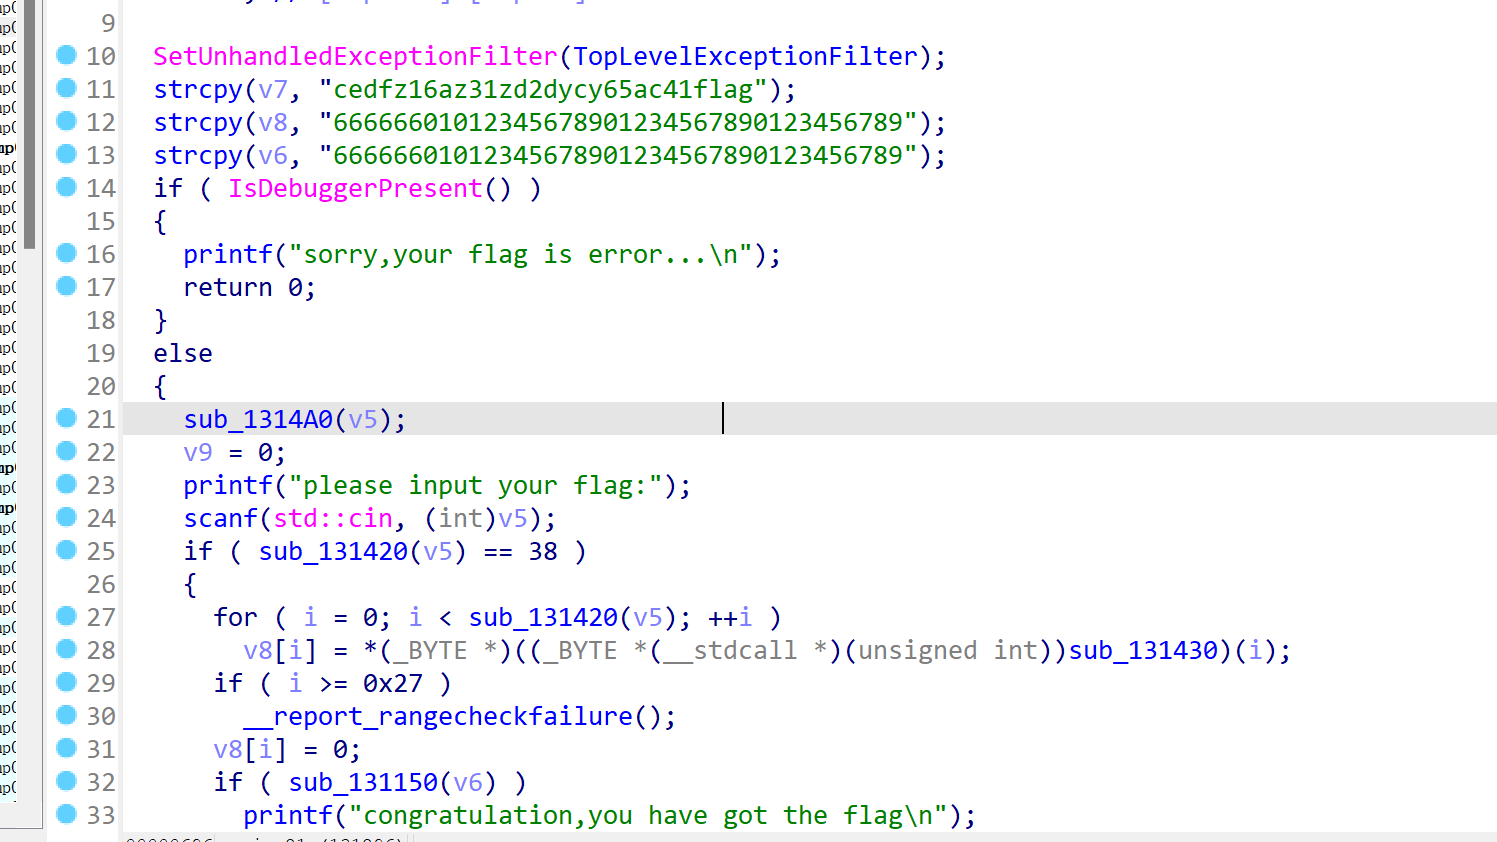 9
10 SetUnhandledExceptionFilter(TopLevelExceptionFilter);
11 strcpy(v7, "cedfz16az31zd2dycy65ac41flag");
12 strcpy(v8, "66666601012345678901234567890123456789");
13 strcpy(v6, "66666601012345678901234567890123456789");
14 if ( IsDebuggerPresent() )
15 {
16 printf("sorry,your flag is error...\n");
17 return 0;
18 }
19 else
20 {
21 sub_1314A0(v5);
22 v9 = 0;
23 printf("please input your flag:");
24 scanf(std::cin, (int)v5);
25 if ( sub_131420(v5) == 38 )
26 {
27 for ( i = 0; i < sub_131420(v5); ++i )
28 v8[i] = *(_BYTE *)((_BYTE *(__stdcall *)(unsigned int))sub_131430)(i);
29 if ( i >= 0x27 )
30 __report_rangecheckfailure();
31 v8[i] = 0;
32 if ( sub_131150(v6) )
33 printf("congratulation,you have got the flag\n");